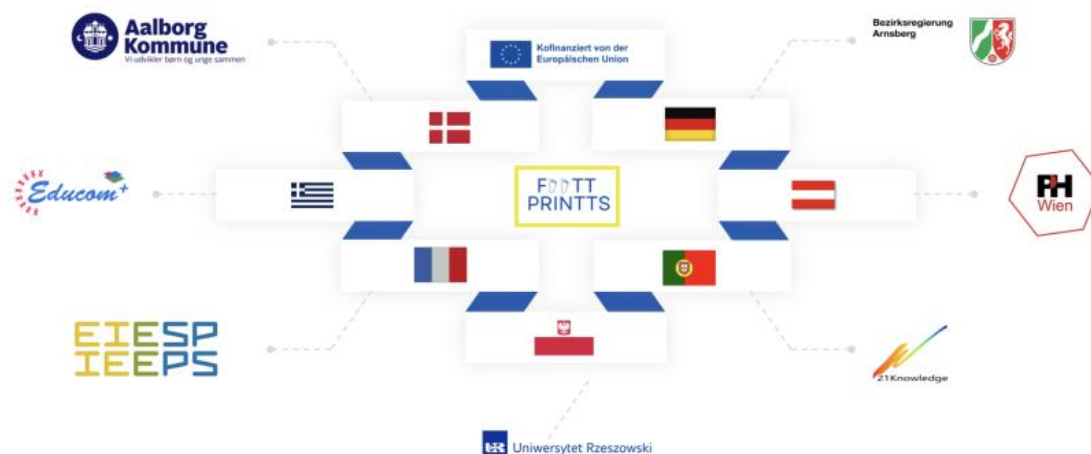 Aalborg
Kommune
Vi udvikler børn og unge sammen
Kofinanziert von der
Europäischen Union
Bezirksregierung
Arnsberg
Educom+
FOOTT
PRINTTS
PH
Wien
EIESP
IEEPS
21Knowledge
UR Uniwersytet Rzeszowski